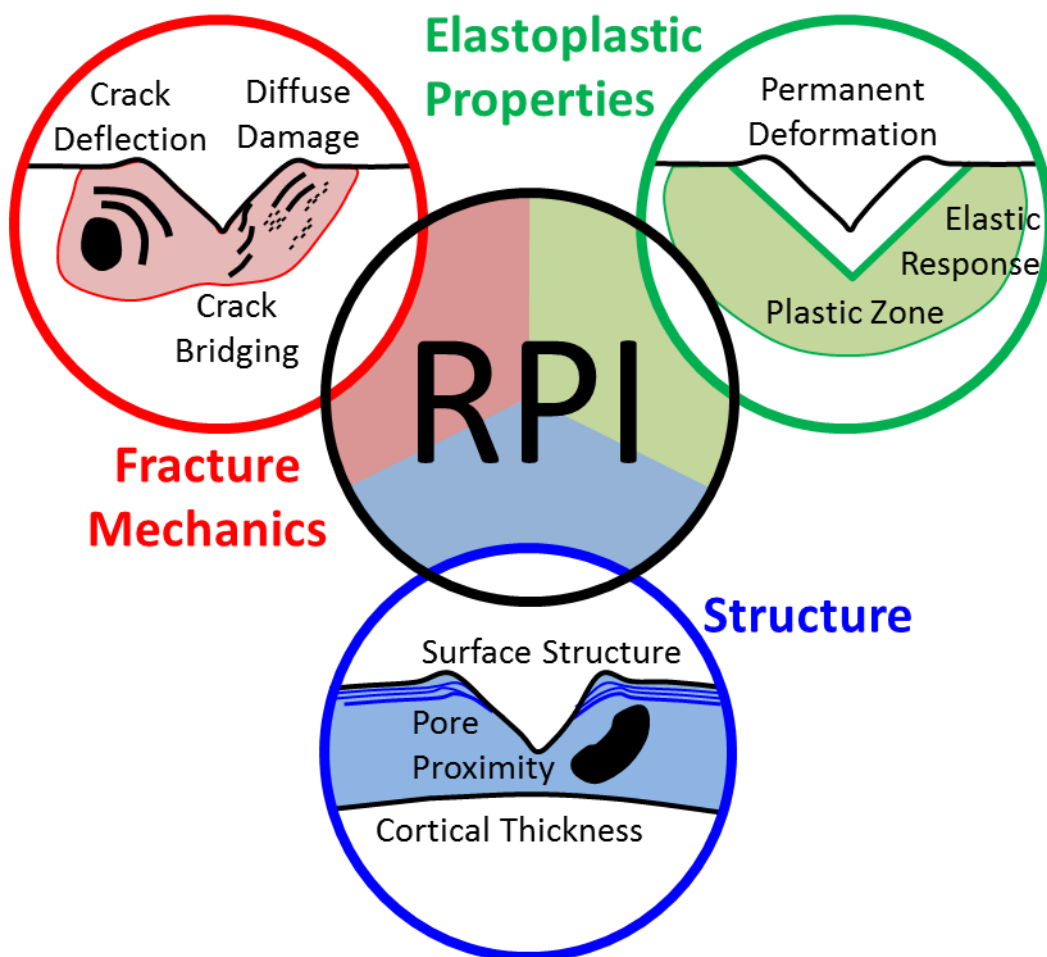 Elastoplastic
Properties
Crack
Deflection
Diffuse
Damage
Crack
Bridging
Permanent
Deformation
Elastic
Response
Plastic Zone
RPI
Fracture
Mechanics
Structure
Surface Structure
Pore
Proximity
Cortical Thickness